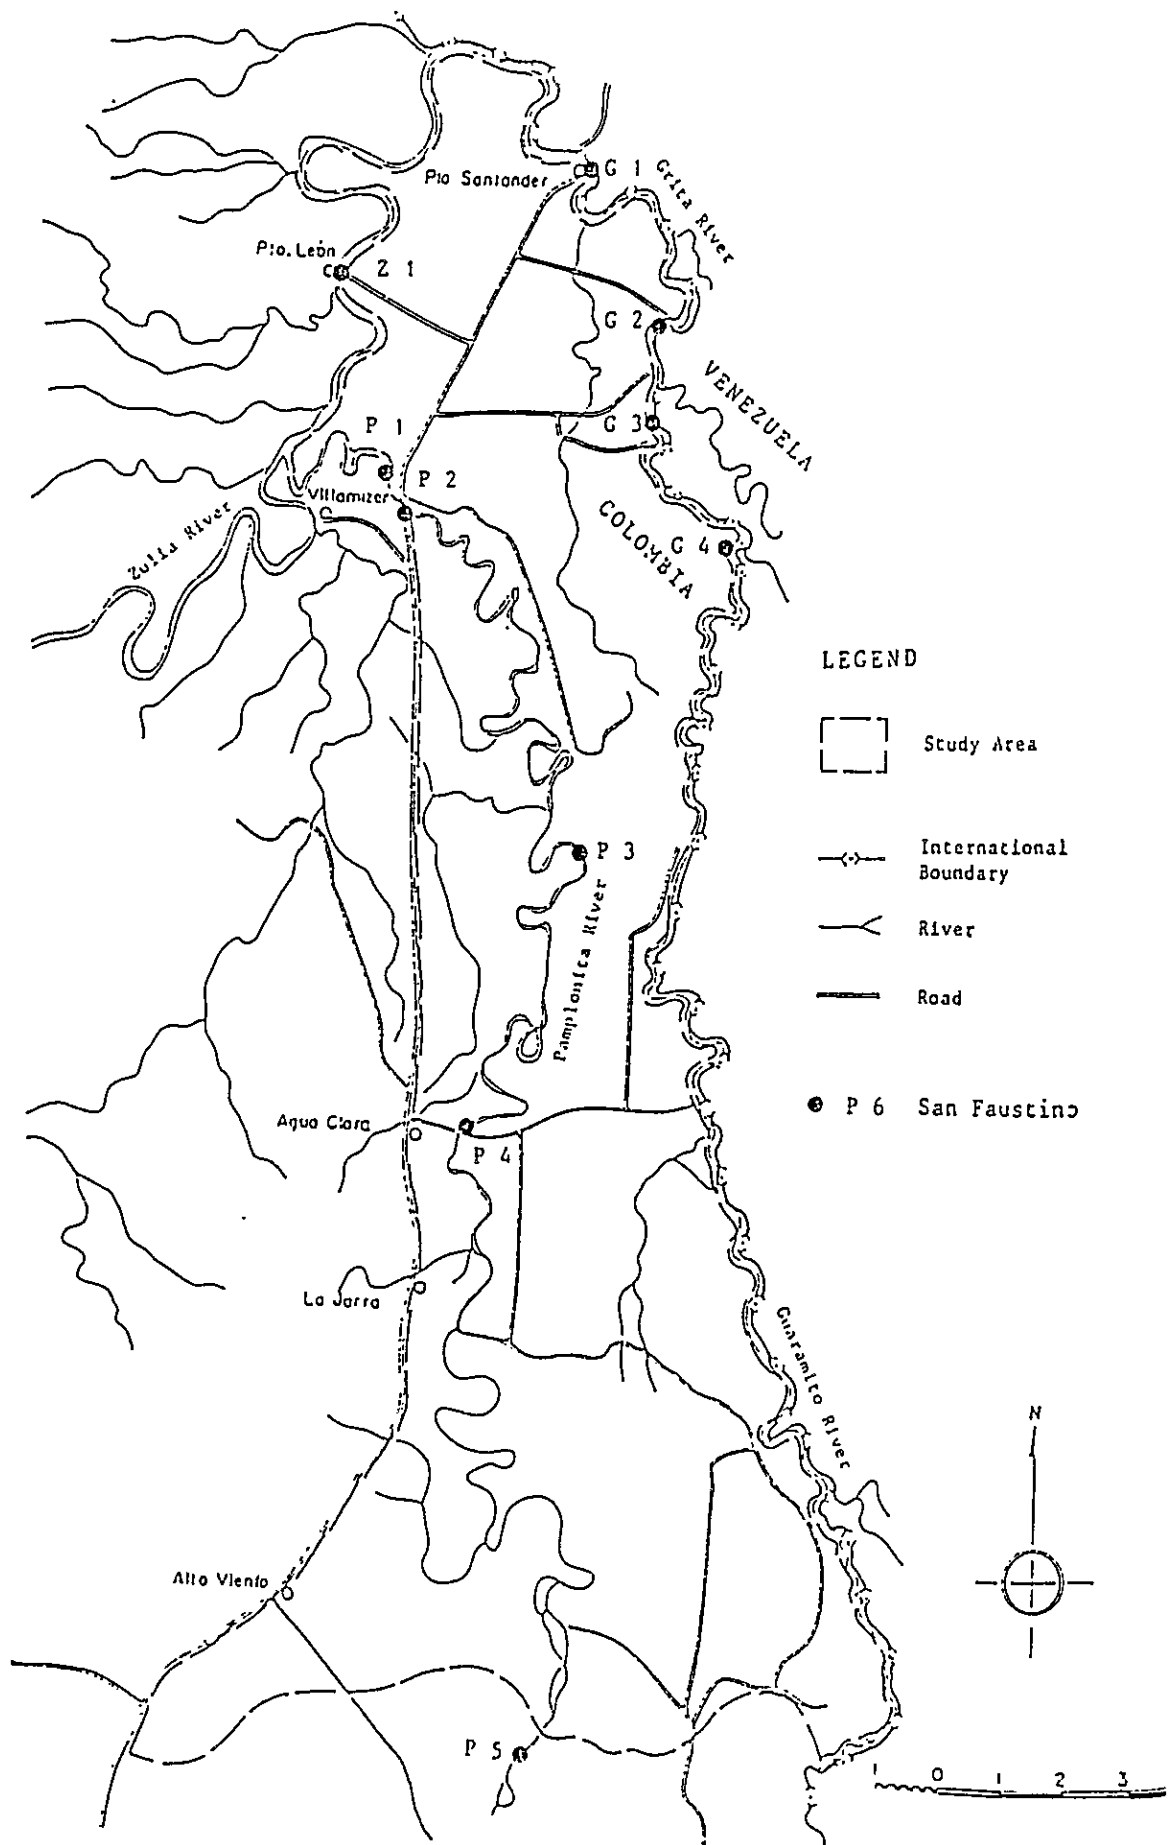 G 1
Pto Santander
Grita River
Pto. León
Z 1
G 2
VENEZUELA
P 1
G 3
P 2
Villamizer
COLOMBIA
G 4
Zulia River
LEGEND
Study Area
P 3
International
Boundary
Pamplonita River
River
Road
P 6 San Faustino
Agua Clara
P 4
La Jarra
Guaramito River
N
Alto Viento
P 5
1 0 1 2 3